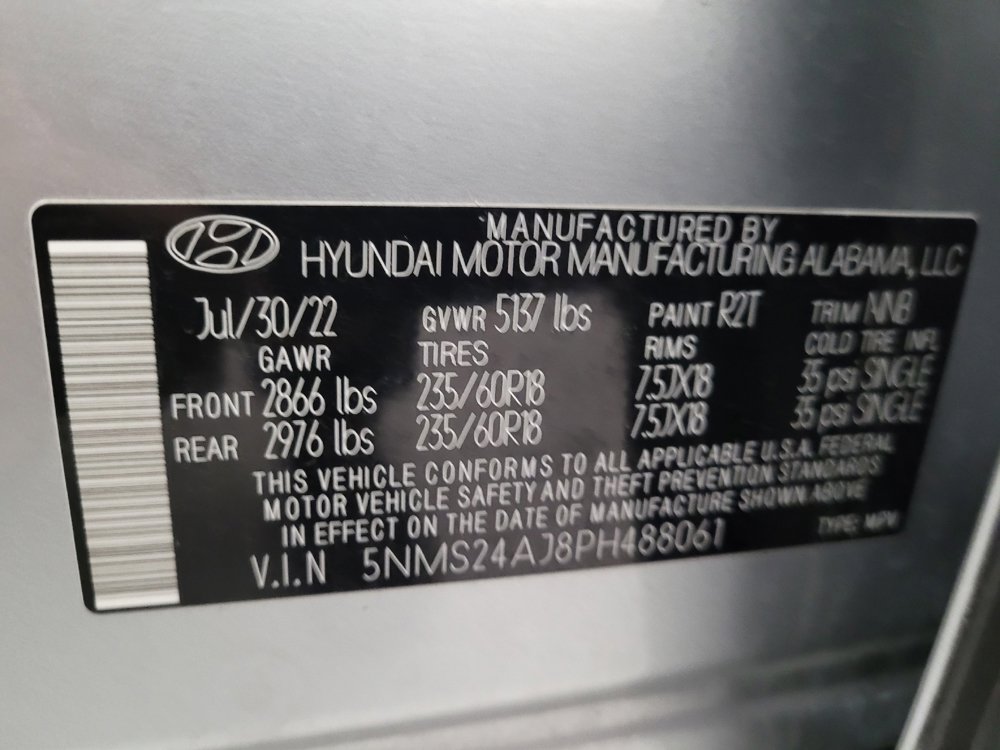 MANUFACTURED BY
HYUNDAI MOTOR MANUFACTURING ALABAMA, LLC
Jul/30/22 GVWR 5137 lbs PAINT R2T TRIM NNB
GAWR TIRES RIMS COLD TIRE INFL
FRONT 2866 lbs 235/60R18 7.5JX18 35 psi SINGLE
REAR 2976 lbs 235/60R18 7.5JX18 35 psi SINGLE
THIS VEHICLE CONFORMS TO ALL APPLICABLE U.S.A. FEDERAL
MOTOR VEHICLE SAFETY AND THEFT PREVENTION STANDARDS
IN EFFECT ON THE DATE OF MANUFACTURE SHOWN ABOVE
V.I.N 5NMS24AJ8PH488061 TYPE: MPV